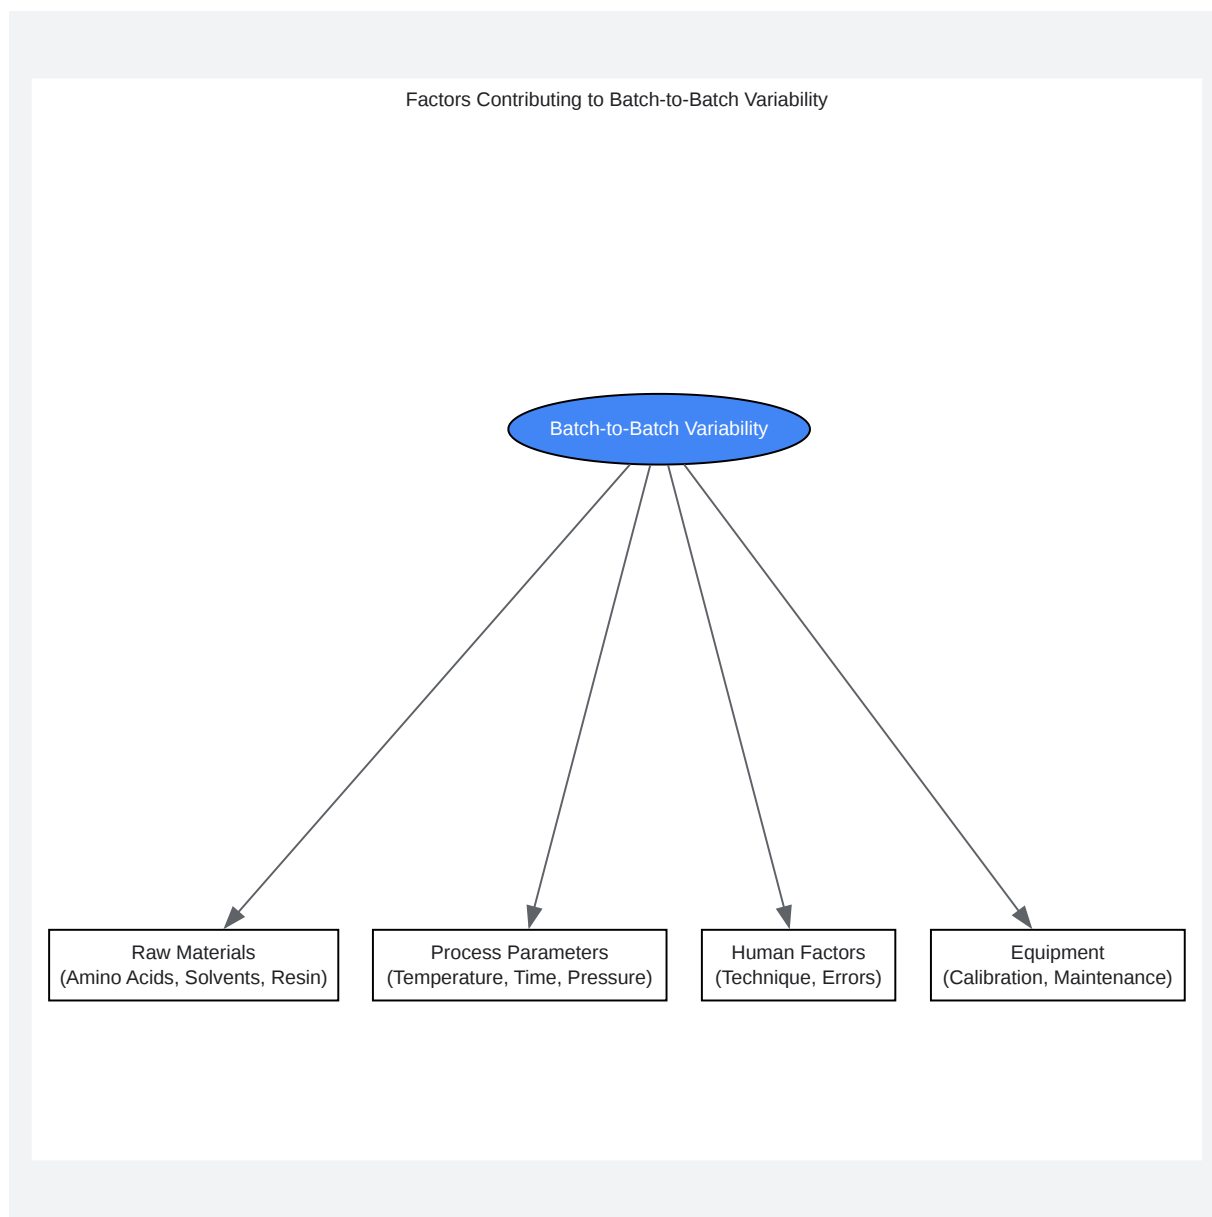 Factors Contributing to Batch-to-Batch Variability
Batch-to-Batch Variability
Raw Materials
(Amino Acids, Solvents, Resin)
Process Parameters
(Temperature, Time, Pressure)
Human Factors
(Technique, Errors)
Equipment
(Calibration, Maintenance)